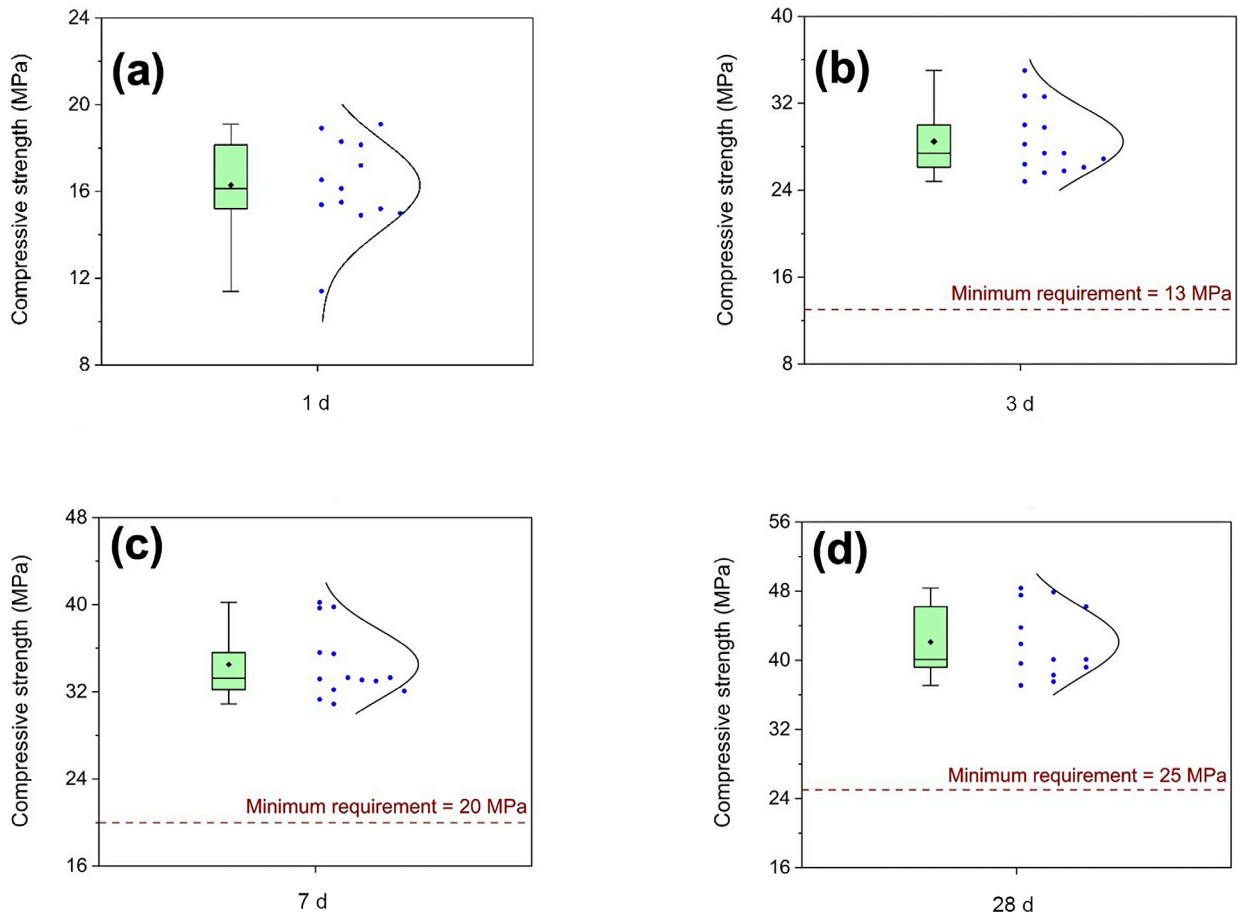 (a)
Compressive strength (MPa)
24
20
16
12
8
1 d
(b)
Compressive strength (MPa)
40
32
24
16
8
Minimum requirement = 13 MPa
3 d
(c)
Compressive strength (MPa)
48
40
32
24
16
Minimum requirement = 20 MPa
7 d
(d)
Compressive strength (MPa)
56
48
40
32
24
16
Minimum requirement = 25 MPa
28 d